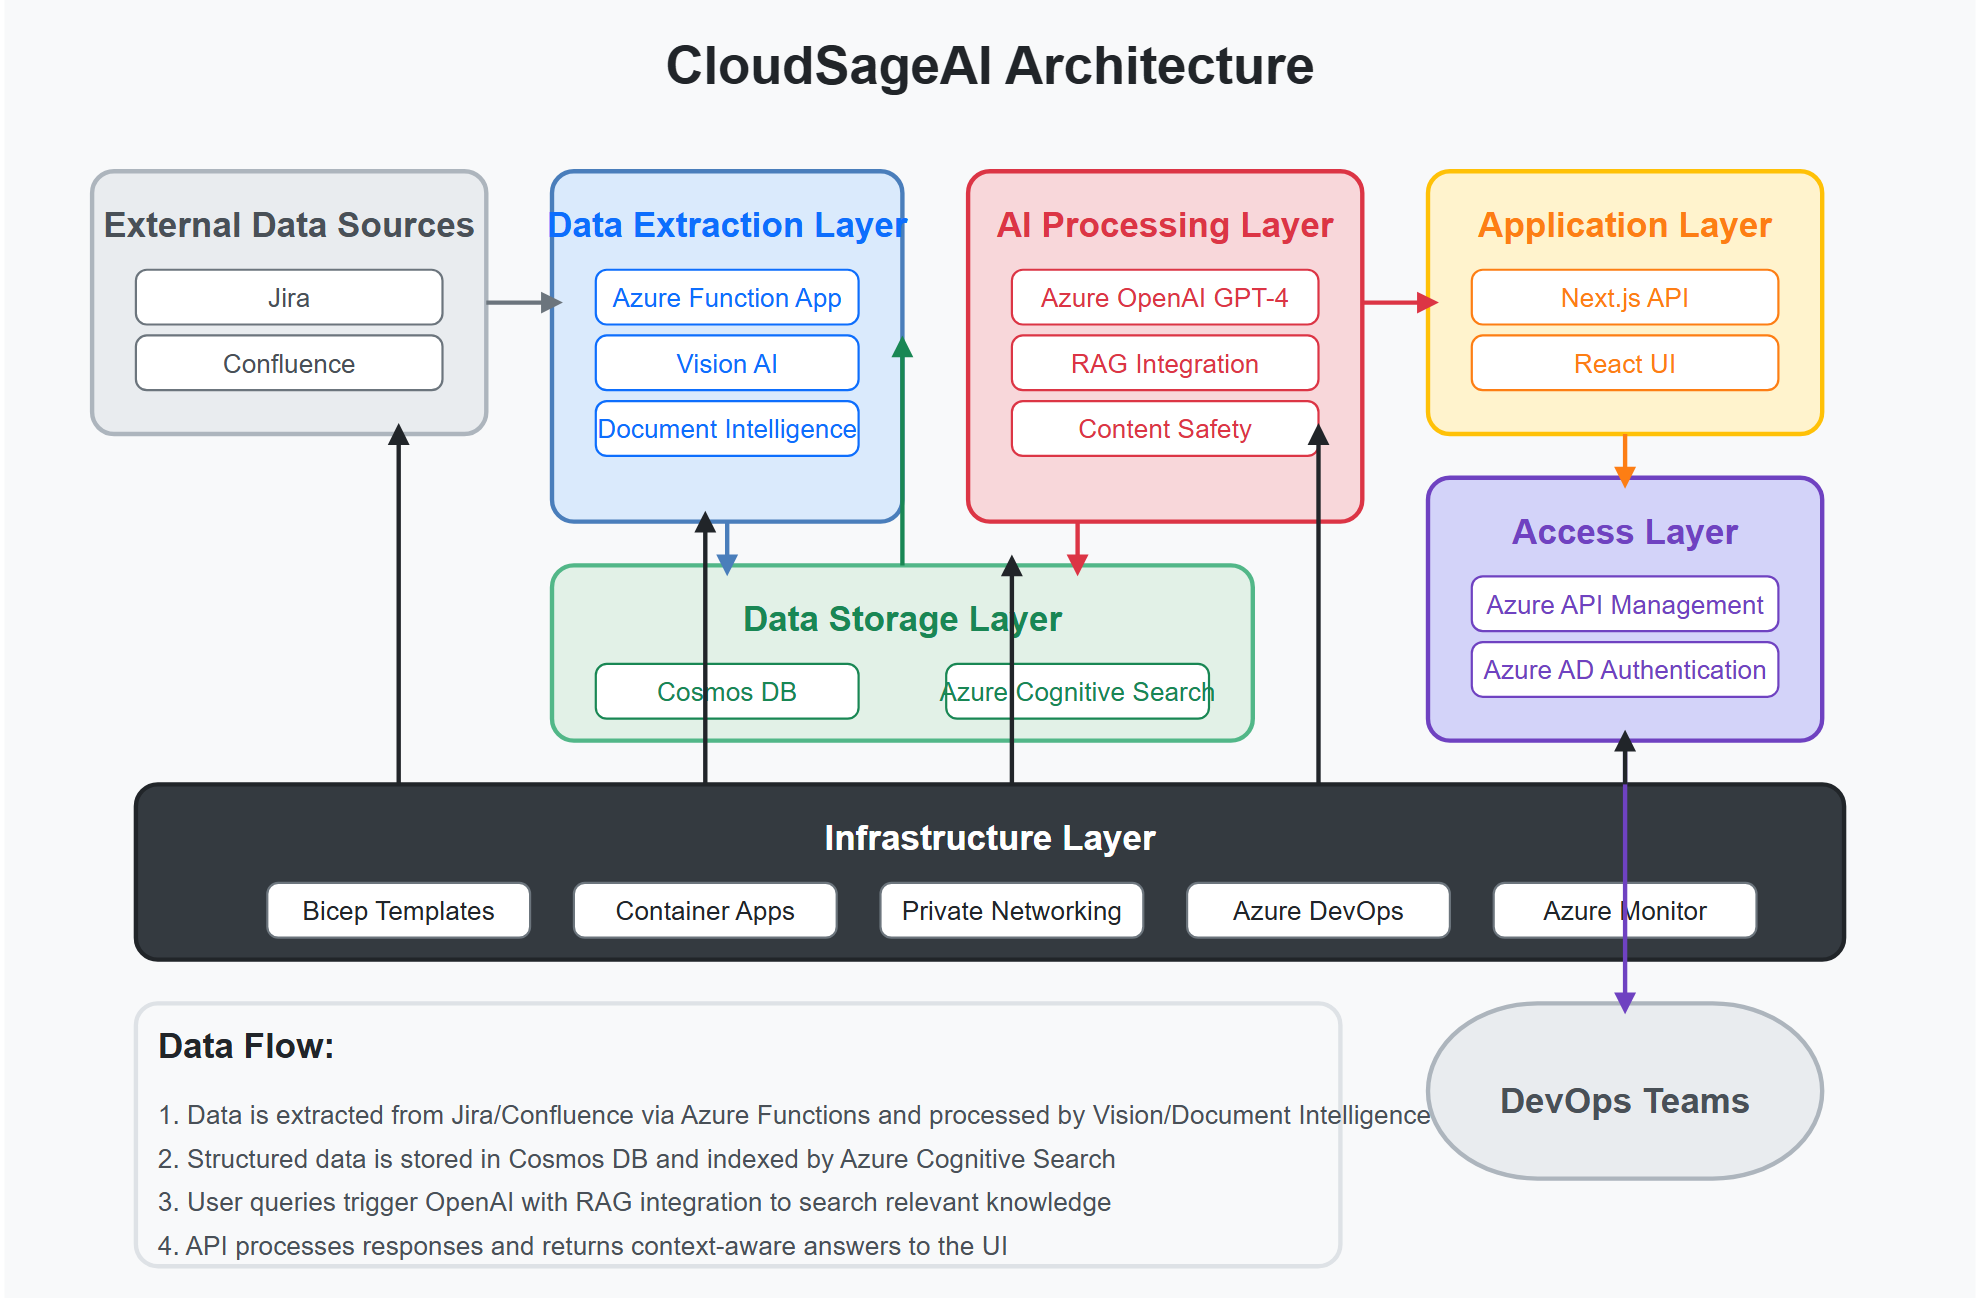 CloudSageAI Architecture
External Data Sources
Jira
Confluence
Data Extraction Layer
Azure Function App
Vision AI
Document Intelligence
AI Processing Layer
Azure OpenAI GPT-4
RAG Integration
Content Safety
Application Layer
Next.js API
React UI
Access Layer
Azure API Management
Azure AD Authentication
Data Storage Layer
Cosmos DB
Azure Cognitive Search
Infrastructure Layer
Bicep Templates
Container Apps
Private Networking
Azure DevOps
Azure Monitor
Data Flow:
1. Data is extracted from Jira/Confluence via Azure Functions and processed by Vision/Document Intelligence
2. Structured data is stored in Cosmos DB and indexed by Azure Cognitive Search
3. User queries trigger OpenAI with RAG integration to search relevant knowledge
4. API processes responses and returns context-aware answers to the UI
DevOps Teams